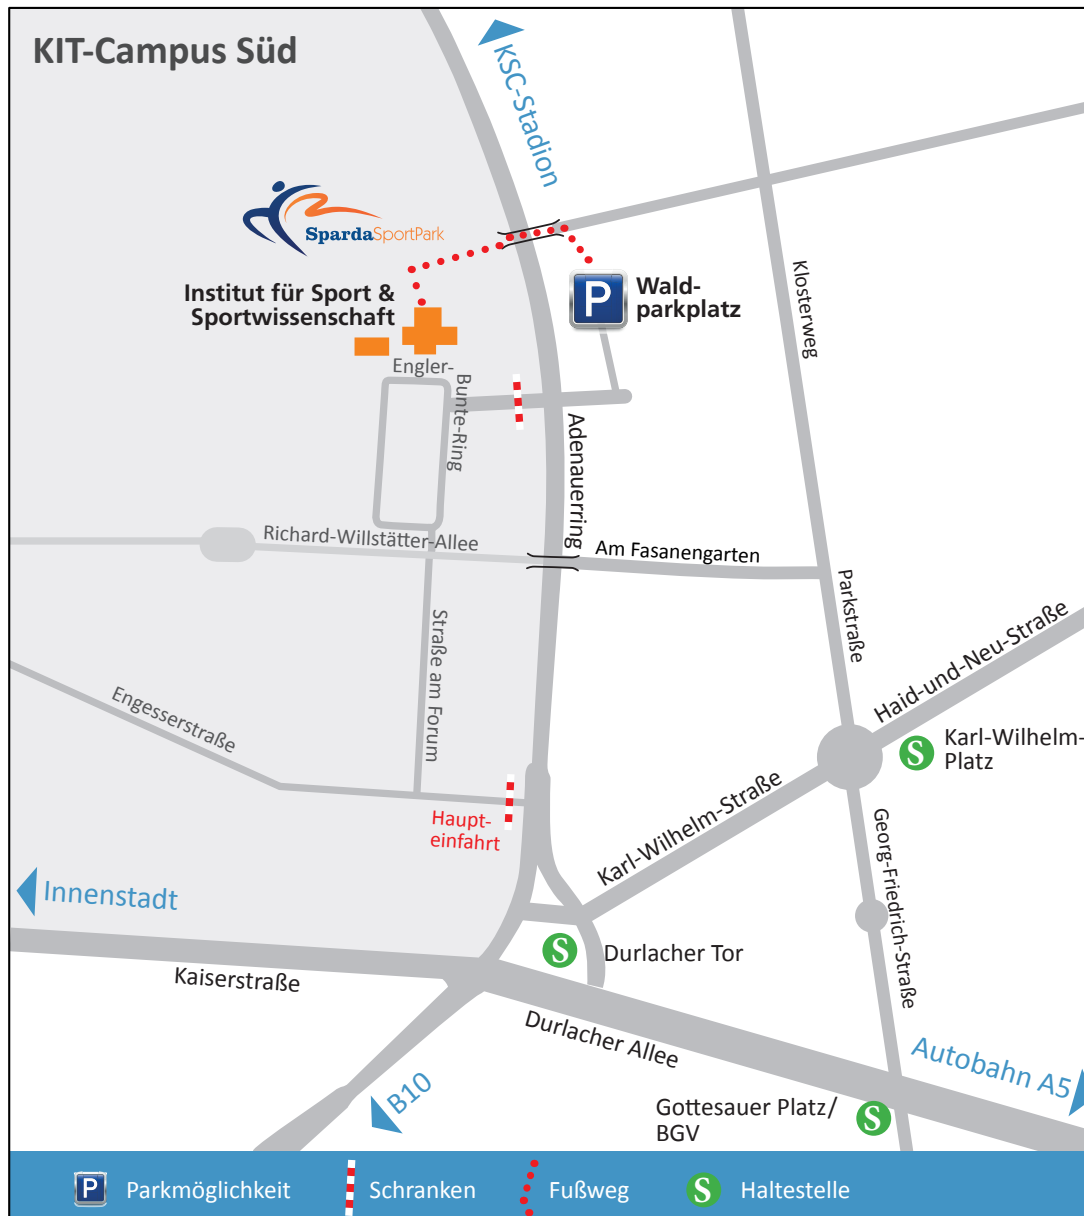 KIT-Campus Süd
KSC-Stadion
SpardaSportPark
Institut für Sport &
Sportwissenschaft
P
Wald-
parkplatz
Klosterweg
Engler-
Bunte-Ring
Adenauerring
Richard-Willstätter-Allee
Am Fasanengarten
Parkstraße
Straße am Forum
Haid-und-Neu-Straße
Engesserstraße
S
Karl-Wilhelm-
Platz
Karl-Wilhelm-Straße
Haupt-
einfahrt
Georg-Friedrich-Straße
Innenstadt
S
Durlacher Tor
Kaiserstraße
Durlacher Allee
Autobahn A5
B10
Gottesauer Platz/
BGV
S
P Parkmöglichkeit
Schranken
Fußweg
S Haltestelle